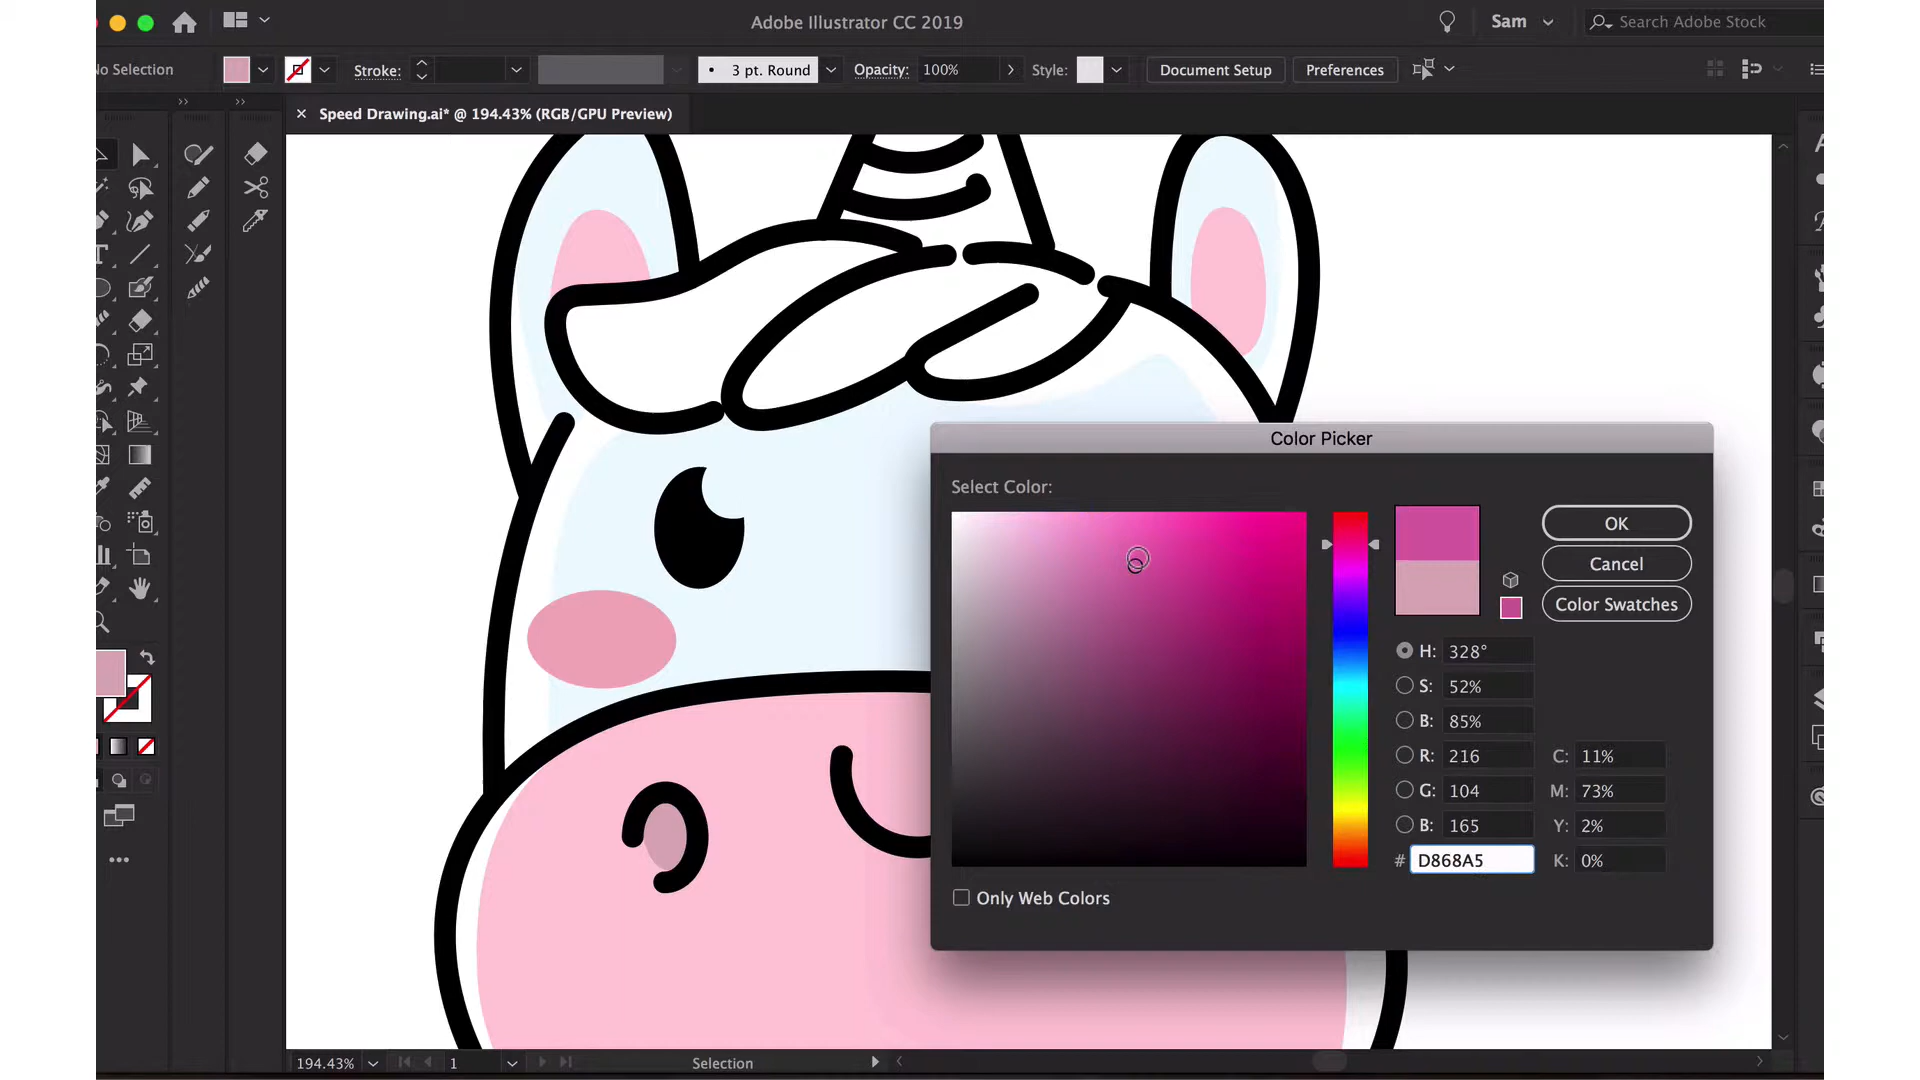 Adobe Illustrator CC 2019
Sam
Search Adobe Stock
No Selection
Stroke:
3 pt. Round
Opacity:
100%
Style:
Document Setup
Preferences
× Speed Drawing.ai* @ 194.43% (RGB/GPU Preview)
Color Picker
Select Color:
OK
Cancel
Color Swatches
H: 328°
S: 52%
B: 85%
R: 216
C: 11%
G: 104
M: 73%
B: 165
Y: 2%
# D868A5
K: 0%
Only Web Colors
194.43%
1
Selection